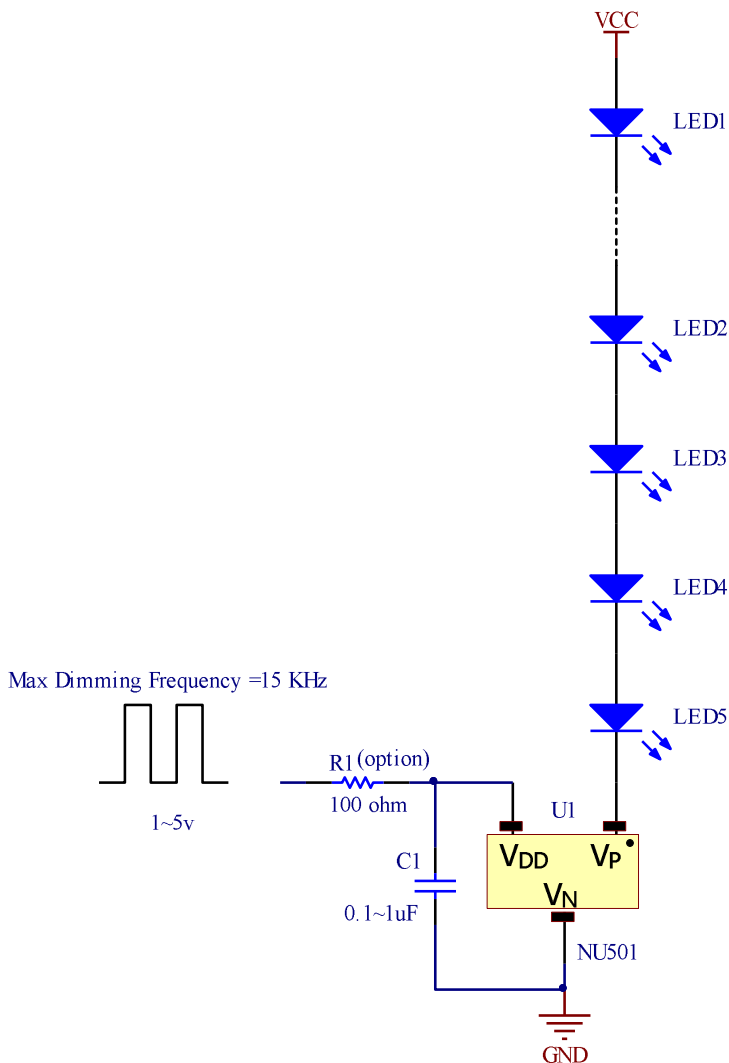 VCC
LED1
LED2
LED3
LED4
Max Dimming Frequency =15 KHz
LED5
R1(option)
100 ohm
1~5v
U1
VDD
VP
C1
VN
0.1~1uF
NU501
GND